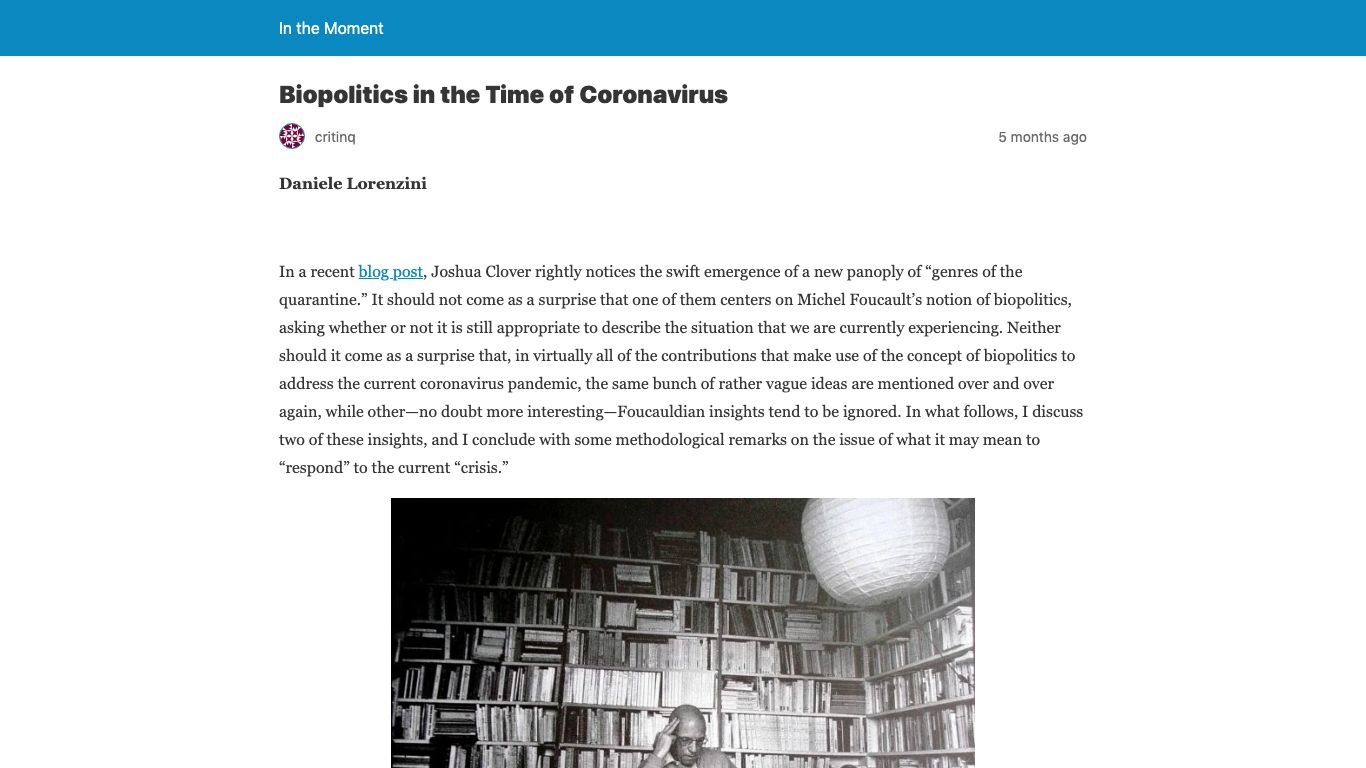 In the Moment
Biopolitics in the Time of Coronavirus
critinq
5 months ago
Daniele Lorenzini
In a recent blog post, Joshua Clover rightly notices the swift emergence of a new panoply of “genres of the
quarantine.” It should not come as a surprise that one of them centers on Michel Foucault’s notion of biopolitics,
asking whether or not it is still appropriate to describe the situation that we are currently experiencing. Neither
should it come as a surprise that, in virtually all of the contributions that make use of the concept of biopolitics to
address the current coronavirus pandemic, the same bunch of rather vague ideas are mentioned over and over
again, while other—no doubt more interesting—Foucauldian insights tend to be ignored. In what follows, I discuss
two of these insights, and I conclude with some methodological remarks on the issue of what it may mean to
“respond” to the current “crisis.”